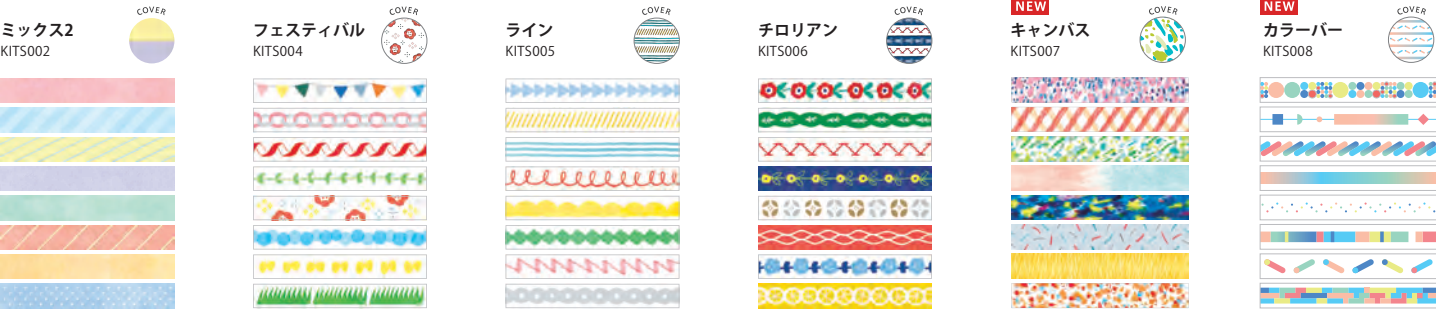 COVER
ミックス2
KITS002
COVER
フェスティバル
KITS004
COVER
ライン
KITS005
COVER
チロリアン
KITS006
NEW
COVER
キャンバス
KITS007
NEW
COVER
カラーバー
KITS008